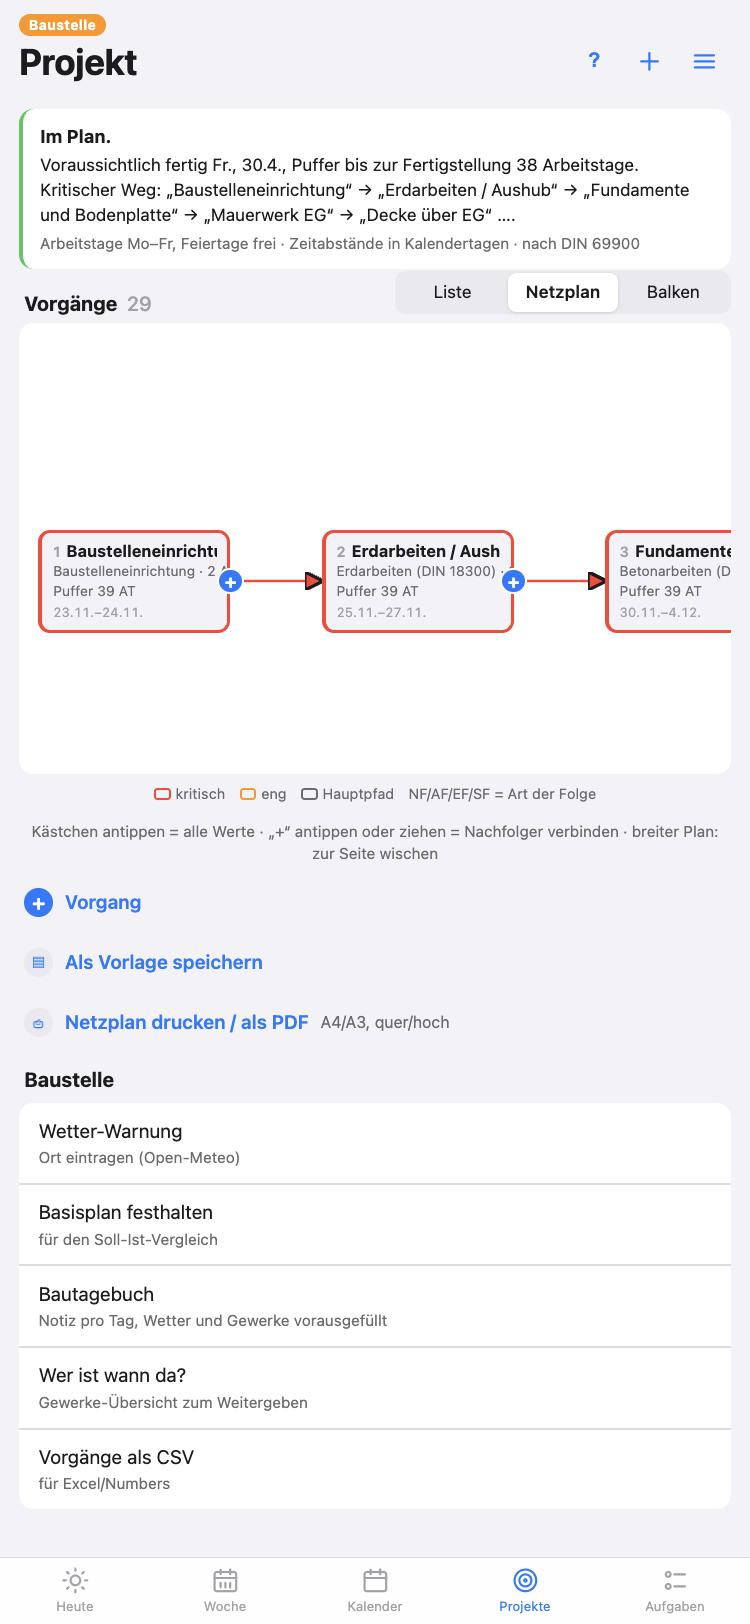 Baustelle
Projekt
?
Im Plan.
Voraussichtlich fertig Fr., 30.4., Puffer bis zur Fertigstellung 38 Arbeitstage.
Kritischer Weg: „Baustelleneinrichtung“ → „Erdarbeiten / Aushub“ → „Fundamente
und Bodenplatte“ → „Mauerwerk EG“ → „Decke über EG“ ….
Arbeitstage Mo–Fr, Feiertage frei · Zeitabstände in Kalendertagen · nach DIN 69900
Vorgänge 29
Liste Netzplan Balken
1 Baustelleneinricht
Baustelleneinrichtung · 2
Puffer 39 AT
23.11.–24.11.
2 Erdarbeiten / Aush
Erdarbeiten (DIN 18300) ·
Puffer 39 AT
25.11.–27.11.
3 Fundamente
Betonarbeiten (D
Puffer 39 AT
30.11.–4.12.
kritisch eng Hauptpfad NF/AF/EF/SF = Art der Folge
Kästchen antippen = alle Werte · „+“ antippen oder ziehen = Nachfolger verbinden · breiter Plan:
zur Seite wischen
Vorgang
Als Vorlage speichern
Netzplan drucken / als PDF A4/A3, quer/hoch
Baustelle
Wetter-Warnung
Ort eintragen (Open-Meteo)
Basisplan festhalten
für den Soll-Ist-Vergleich
Bautagebuch
Notiz pro Tag, Wetter und Gewerke vorausgefüllt
Wer ist wann da?
Gewerke-Übersicht zum Weitergeben
Vorgänge als CSV
für Excel/Numbers
Heute Woche Kalender Projekte Aufgaben